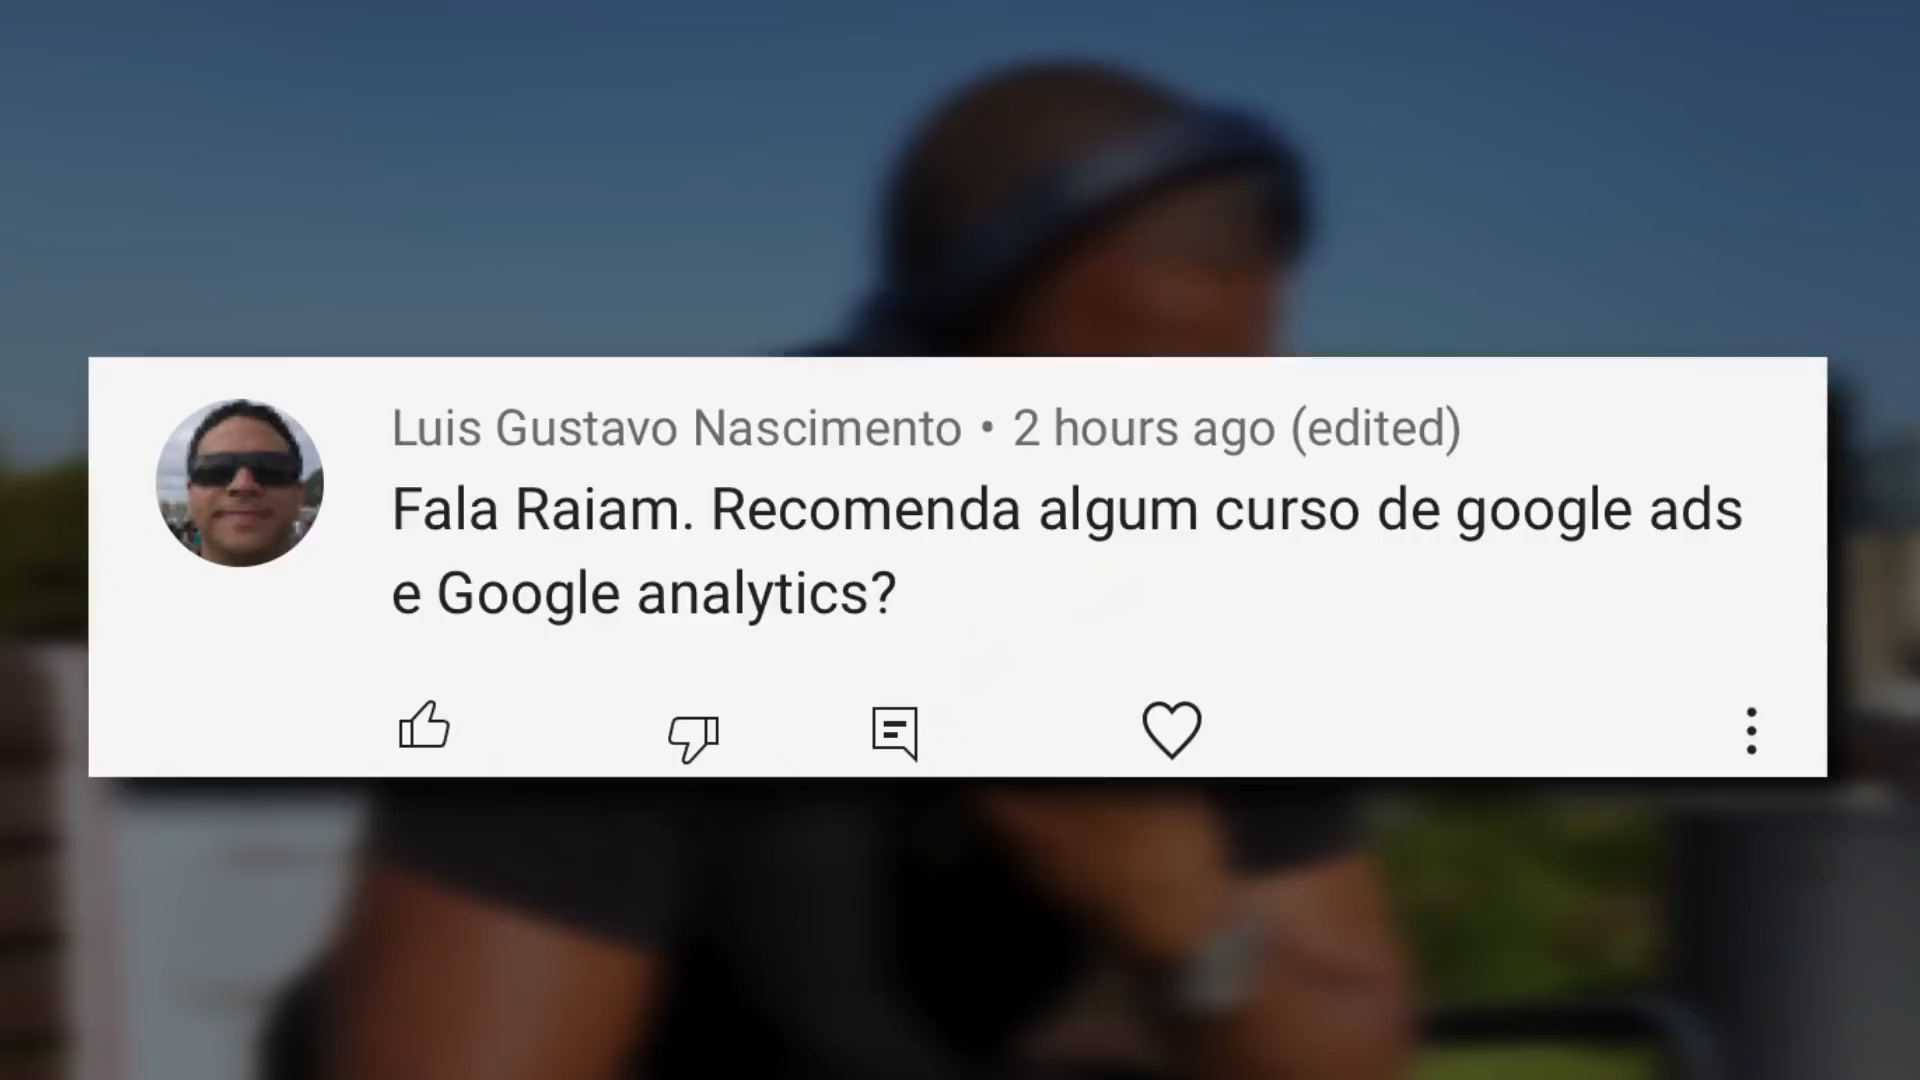 Luis Gustavo Nascimento • 2 hours ago (edited)
Fala Raiam. Recomenda algum curso de google ads
e Google analytics?